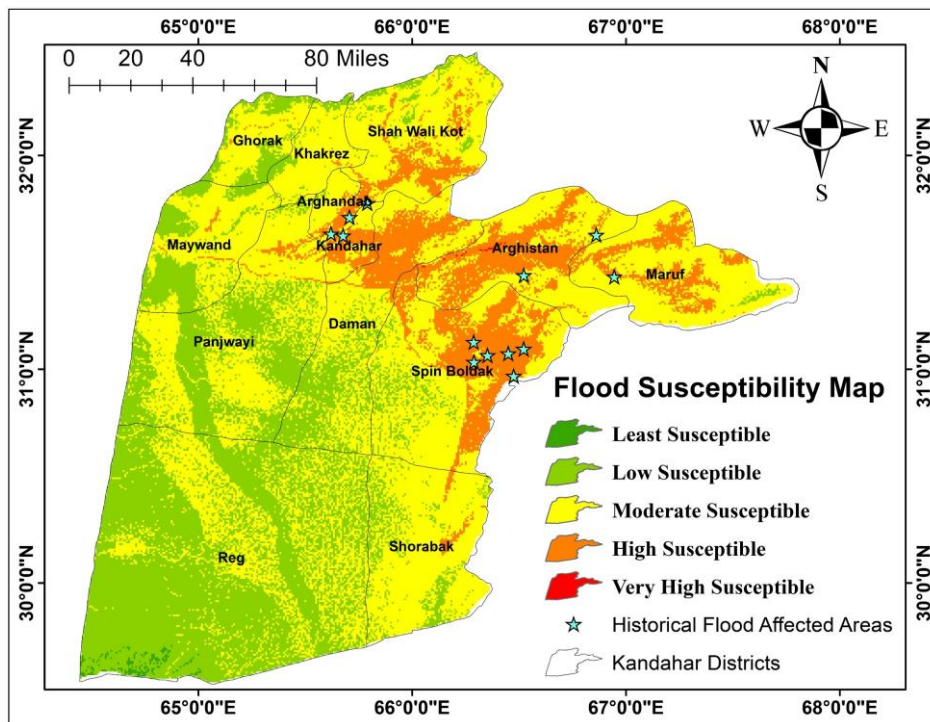 65°0'0"E 66°0'0"E 67°0'0"E 68°0'0"E
0 20 40 80 Miles
N
W E
S
32°0'0"N
32°0'0"N
Shah Wali Kot
Ghorak
Khakrez
Arghandab
Maywand
Kandahar
Arghistan
Maruf
Daman
Panjwayi
31°0'0"N
31°0'0"N
Spin Boldak
Flood Susceptibility Map
Least Susceptible
Low Susceptible
Moderate Susceptible
High Susceptible
Very High Susceptible
Historical Flood Affected Areas
Kandahar Districts
Shorabak
Reg
30°0'0"N
30°0'0"N
65°0'0"E 66°0'0"E 67°0'0"E 68°0'0"E